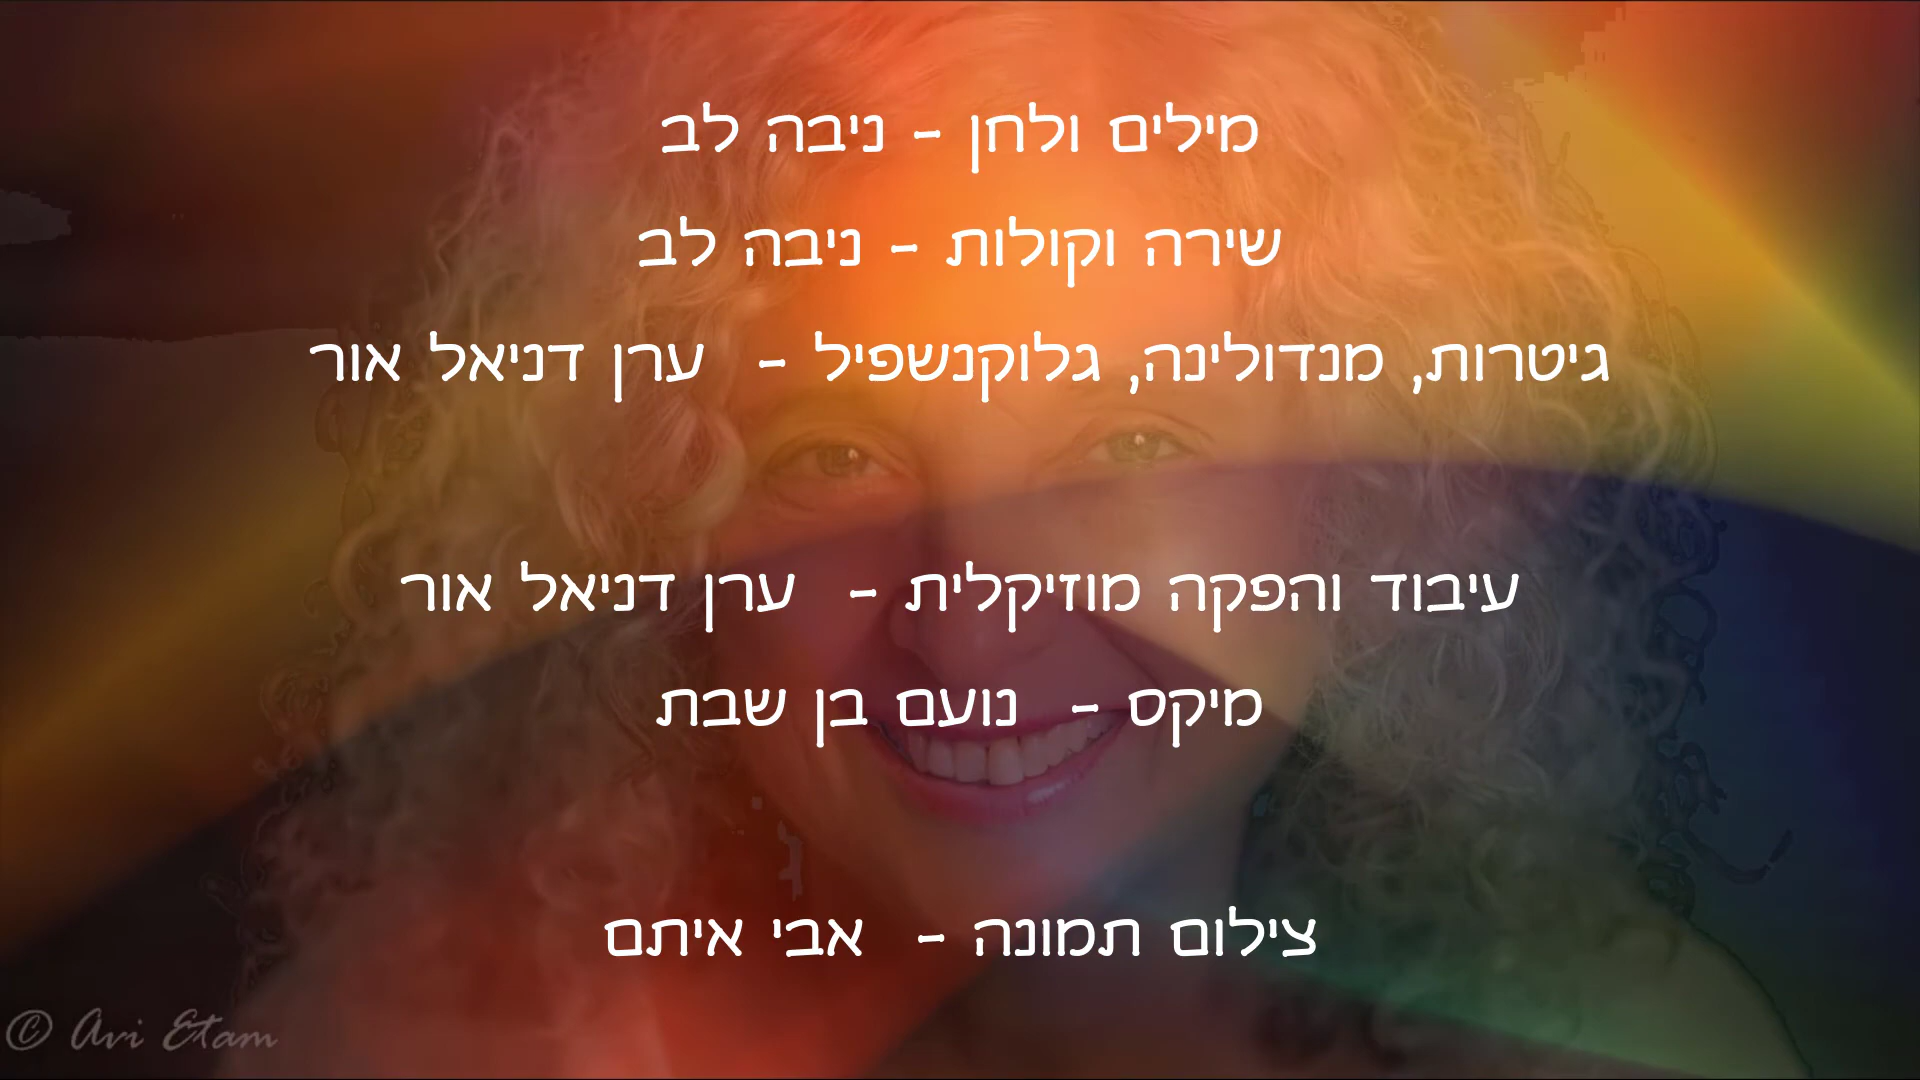 מילים ולחן - ניבה לב
שירה וקולות - ניבה לב
גיטרות, מנדולינה, גלוקנשפיל - ערן דניאל אור
עיבוד והפקה מוזיקלית - ערן דניאל אור
מיקס - נועם בן שבת
צילום תמונה - אבי איתם
© Avi Etam